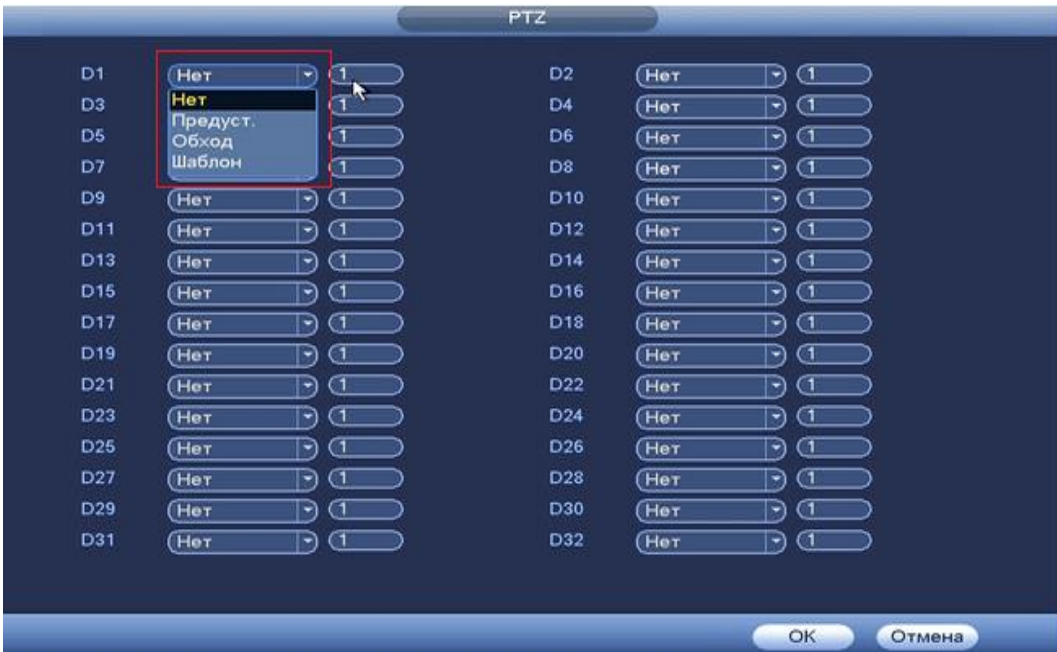 PTZ
D1 Нет 1 D2 Нет 1
Нет
D3 1 D4 Нет 1
Предуст.
D5 1 D6 Нет 1
Обход
D7 1 D8 Нет 1
Шаблон
D9 Нет 1 D10 Нет 1
D11 Нет 1 D12 Нет 1
D13 Нет 1 D14 Нет 1
D15 Нет 1 D16 Нет 1
D17 Нет 1 D18 Нет 1
D19 Нет 1 D20 Нет 1
D21 Нет 1 D22 Нет 1
D23 Нет 1 D24 Нет 1
D25 Нет 1 D26 Нет 1
D27 Нет 1 D28 Нет 1
D29 Нет 1 D30 Нет 1
D31 Нет 1 D32 Нет 1
OK Отмена